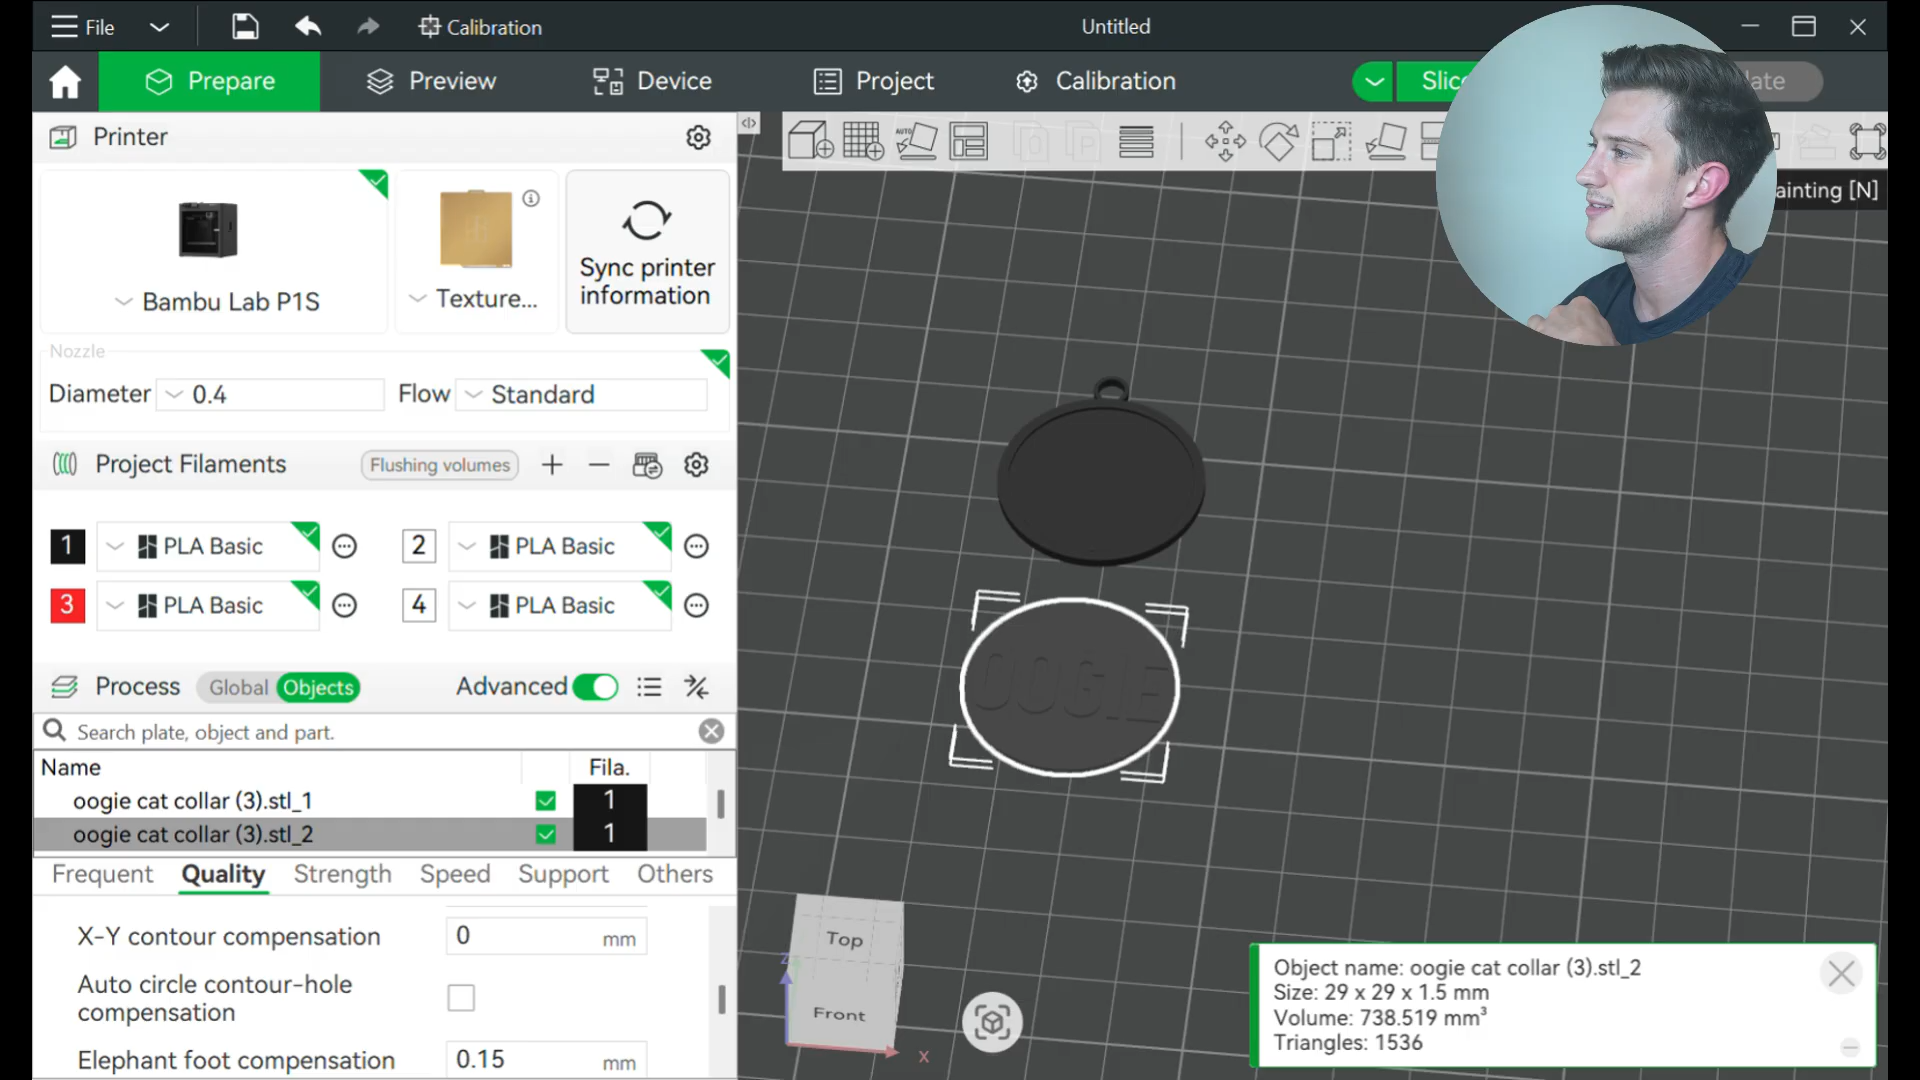 File
Calibration
Untitled
Prepare
Preview
Device
Project
Calibration
Slic
ate
Printer
AUTO
ainting [N]
Bambu Lab P1S
Texture...
Sync printer
information
Nozzle
Diameter
0.4
Flow
Standard
Project Filaments
Flushing volumes
1
PLA Basic
2
PLA Basic
3
PLA Basic
4
PLA Basic
Process
Global
Objects
Advanced
Search plate, object and part.
Name
Fila.
oogie cat collar (3).stl_1
1
oogie cat collar (3).stl_2
1
Frequent
Quality
Strength
Speed
Support
Others
X-Y contour compensation
0
mm
Auto circle contour-hole
compensation
Elephant foot compensation
0.15
mm
OOGIE
Top
Front
Z
X
Object name: oogie cat collar (3).stl_2
Size: 29 x 29 x 1.5 mm
Volume: 738.519 mm³
Triangles: 1536